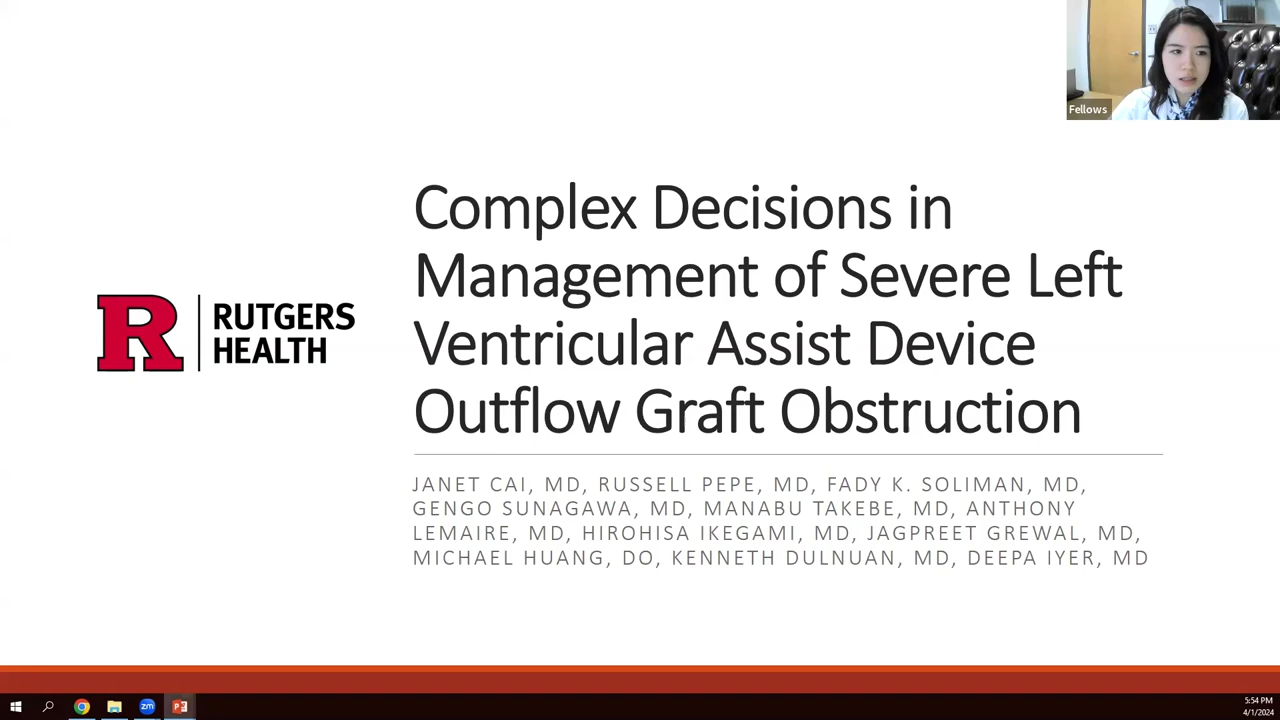 Fellows
Complex Decisions in
Management of Severe Left
Ventricular Assist Device
Outflow Graft Obstruction
R RUTGERS
HEALTH
JANET CAI, MD, RUSSELL PEPE, MD, FADY K. SOLIMAN, MD,
GENGO SUNAGAWA, MD, MANABU TAKEBE, MD, ANTHONY
LEMAIRE, MD, HIROHISA IKEGAMI, MD, JAGPREET GREWAL, MD,
MICHAEL HUANG, DO, KENNETH DULNUAN, MD, DEEPA IYER, MD
zm
5:54 PM
4/1/2024